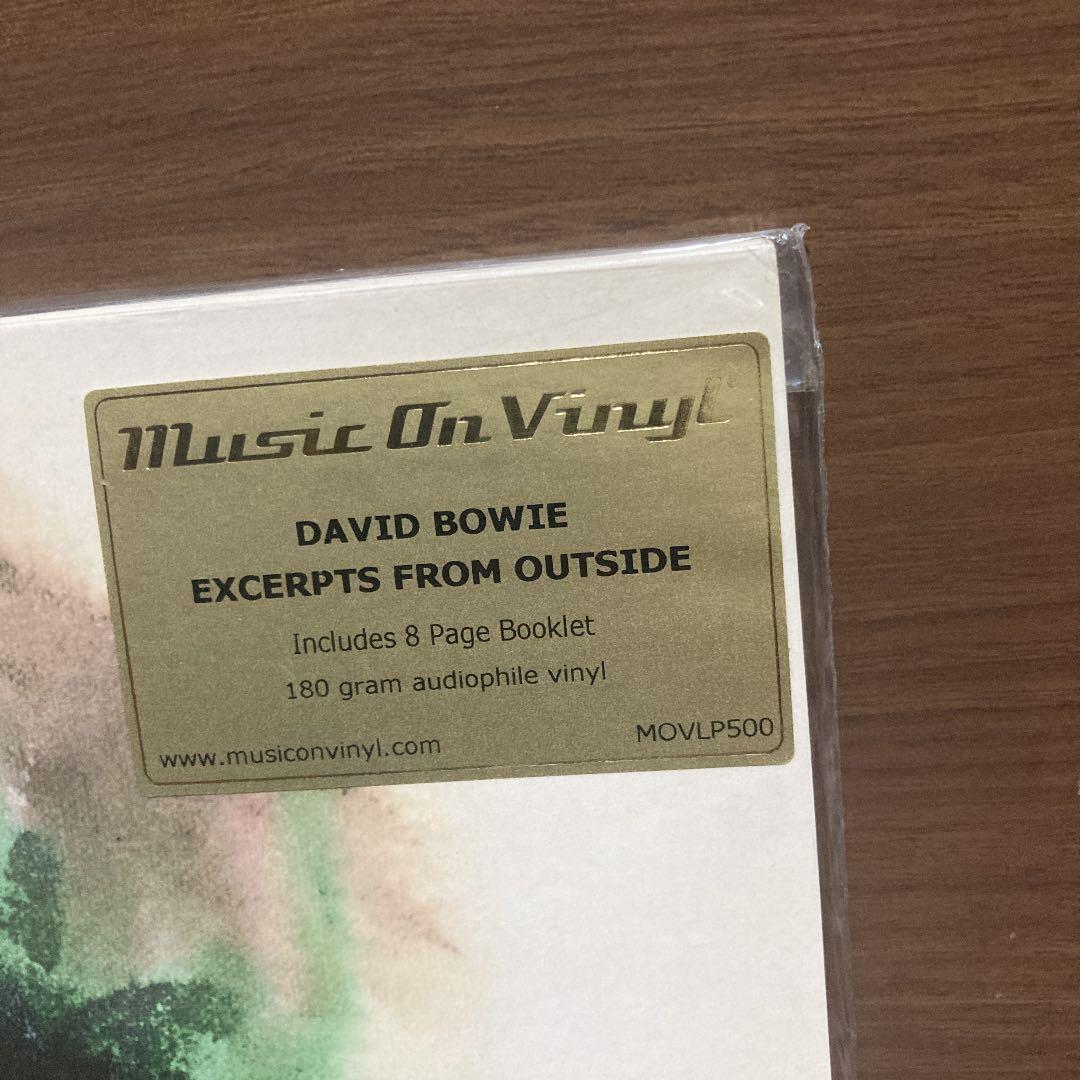 Music On Vinyl
DAVID BOWIE
EXCERPTS FROM OUTSIDE
Includes 8 Page Booklet
180 gram audiophile vinyl
www.musiconvinyl.com
MOVLP500